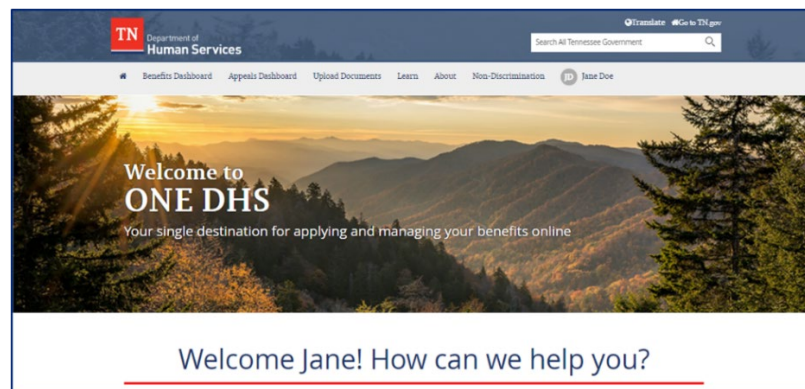 Translate Go to TN.gov
TN Department of
Human Services
Search All Tennessee Government
Benefits Dashboard Appeals Dashboard Upload Documents Learn About Non-Discrimination JD Jane Doe
Welcome to
ONE DHS
Your single destination for applying and managing your benefits online
Welcome Jane! How can we help you?